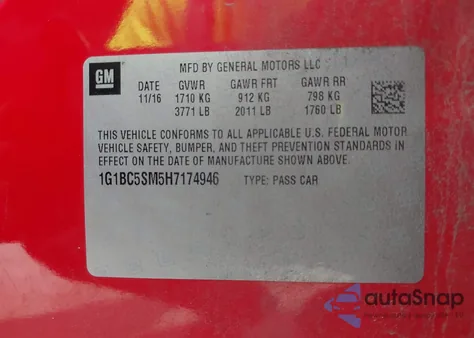 GM
MFD BY GENERAL MOTORS LLC
DATE GVWR GAWR FRT GAWR RR
11/16 1710 KG 912 KG 798 KG
3771 LB 2011 LB 1760 LB
THIS VEHICLE CONFORMS TO ALL APPLICABLE U.S. FEDERAL MOTOR
VEHICLE SAFETY, BUMPER, AND THEFT PREVENTION STANDARDS IN
EFFECT ON THE DATE OF MANUFACTURE SHOWN ABOVE.
1G1BC5SM5H7174946 TYPE: PASS CAR
autoSnap